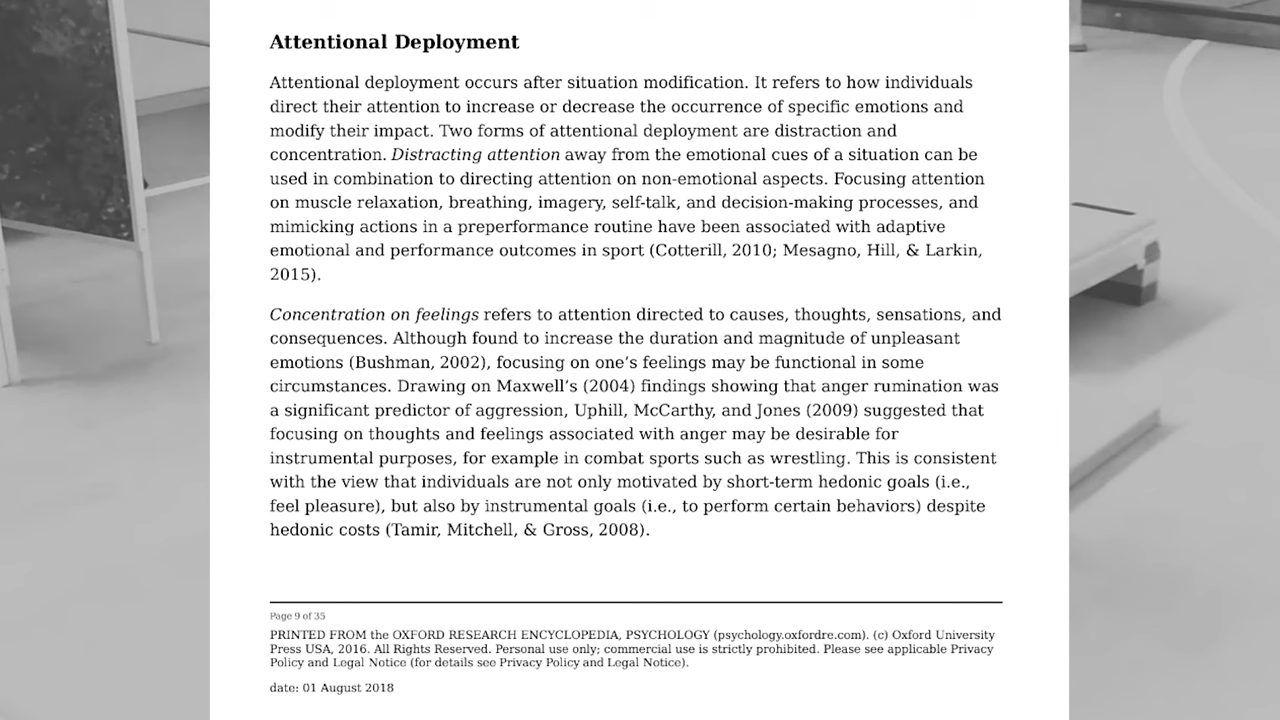 Attentional Deployment
Attentional deployment occurs after situation modification. It refers to how individuals
direct their attention to increase or decrease the occurrence of specific emotions and
modify their impact. Two forms of attentional deployment are distraction and
concentration. Distracting attention away from the emotional cues of a situation can be
used in combination to directing attention on non-emotional aspects. Focusing attention
on muscle relaxation, breathing, imagery, self-talk, and decision-making processes, and
mimicking actions in a preperformance routine have been associated with adaptive
emotional and performance outcomes in sport (Cotterill, 2010; Mesagno, Hill, & Larkin,
2015).
Concentration on feelings refers to attention directed to causes, thoughts, sensations, and
consequences. Although found to increase the duration and magnitude of unpleasant
emotions (Bushman, 2002), focusing on one’s feelings may be functional in some
circumstances. Drawing on Maxwell’s (2004) findings showing that anger rumination was
a significant predictor of aggression, Uphill, McCarthy, and Jones (2009) suggested that
focusing on thoughts and feelings associated with anger may be desirable for
instrumental purposes, for example in combat sports such as wrestling. This is consistent
with the view that individuals are not only motivated by short-term hedonic goals (i.e.,
feel pleasure), but also by instrumental goals (i.e., to perform certain behaviors) despite
hedonic costs (Tamir, Mitchell, & Gross, 2008).
Page 9 of 35
PRINTED FROM the OXFORD RESEARCH ENCYCLOPEDIA, PSYCHOLOGY (psychology.oxfordre.com). (c) Oxford University
Press USA, 2016. All Rights Reserved. Personal use only; commercial use is strictly prohibited. Please see applicable Privacy
Policy and Legal Notice (for details see Privacy Policy and Legal Notice).
date: 01 August 2018